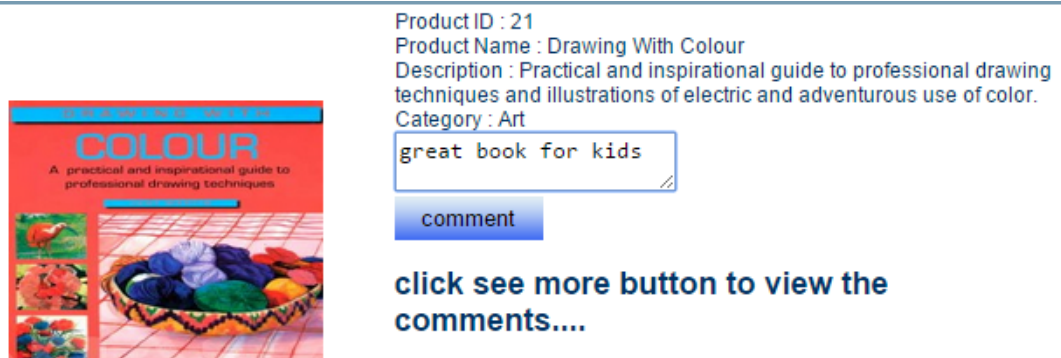 Product ID : 21
Product Name : Drawing With Colour
Description : Practical and inspirational guide to professional drawing
techniques and illustrations of electric and adventurous use of color.
Category : Art
great book for kids
comment
click see more button to view the
comments....
DRAWING WITH
COLOUR
A practical and inspirational guide to
professional drawing techniques